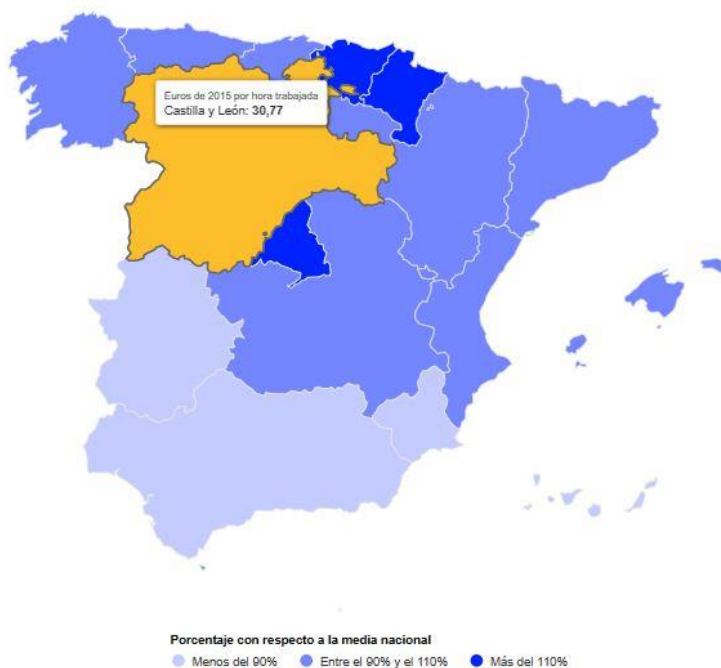 Euros de 2015 por hora trabajada
Castilla y León: 30,77
Porcentaje con respecto a la media nacional
Menos del 90% Entre el 90% y el 110% Más del 110%